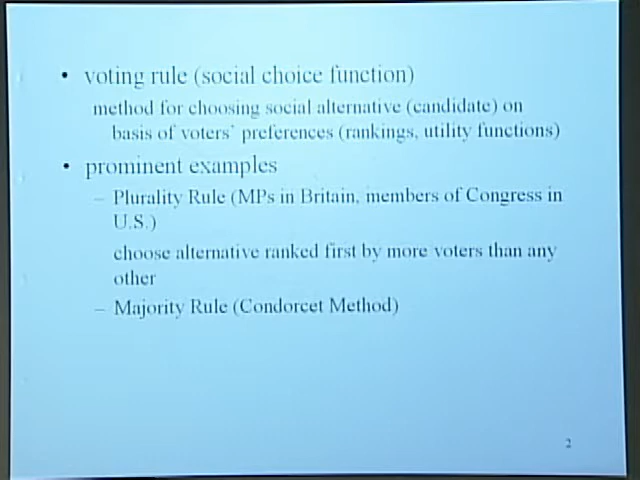 • voting rule (social choice function)
method for choosing social alternative (candidate) on
basis of voters' preferences (rankings, utility functions)
• prominent examples
– Plurality Rule (MPs in Britain, members of Congress in
U.S.)
choose alternative ranked first by more voters than any
other
– Majority Rule (Condorcet Method)
2